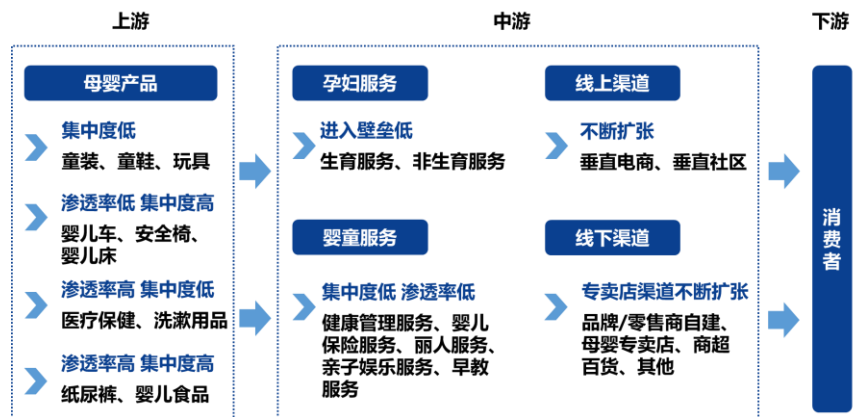 上游
中游
下游
母婴产品
集中度低
童装、童鞋、玩具
渗透率低 集中度高
婴儿车、安全椅、
婴儿床
渗透率高 集中度低
医疗保健、洗漱用品
渗透率高 集中度高
纸尿裤、婴儿食品
孕妇服务
进入壁垒低
生育服务、非生育服务
婴童服务
集中度低 渗透率低
健康管理服务、婴儿
保险服务、丽人服务、
亲子娱乐服务、早教
服务
线上渠道
不断扩张
垂直电商、垂直社区
线下渠道
专卖店渠道不断扩张
品牌/零售商自建、
母婴专卖店、商超
百货、其他
消费者